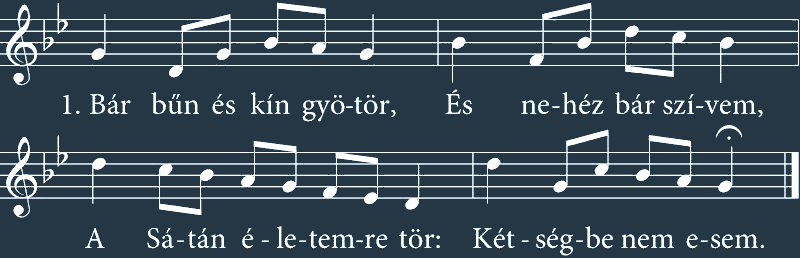 1. Bár bűn és kín gyö-tör, És ne-héz bár szí-vem,
A Sá-tán é-le-tem-re tör: Két-ség-be nem e-sem.